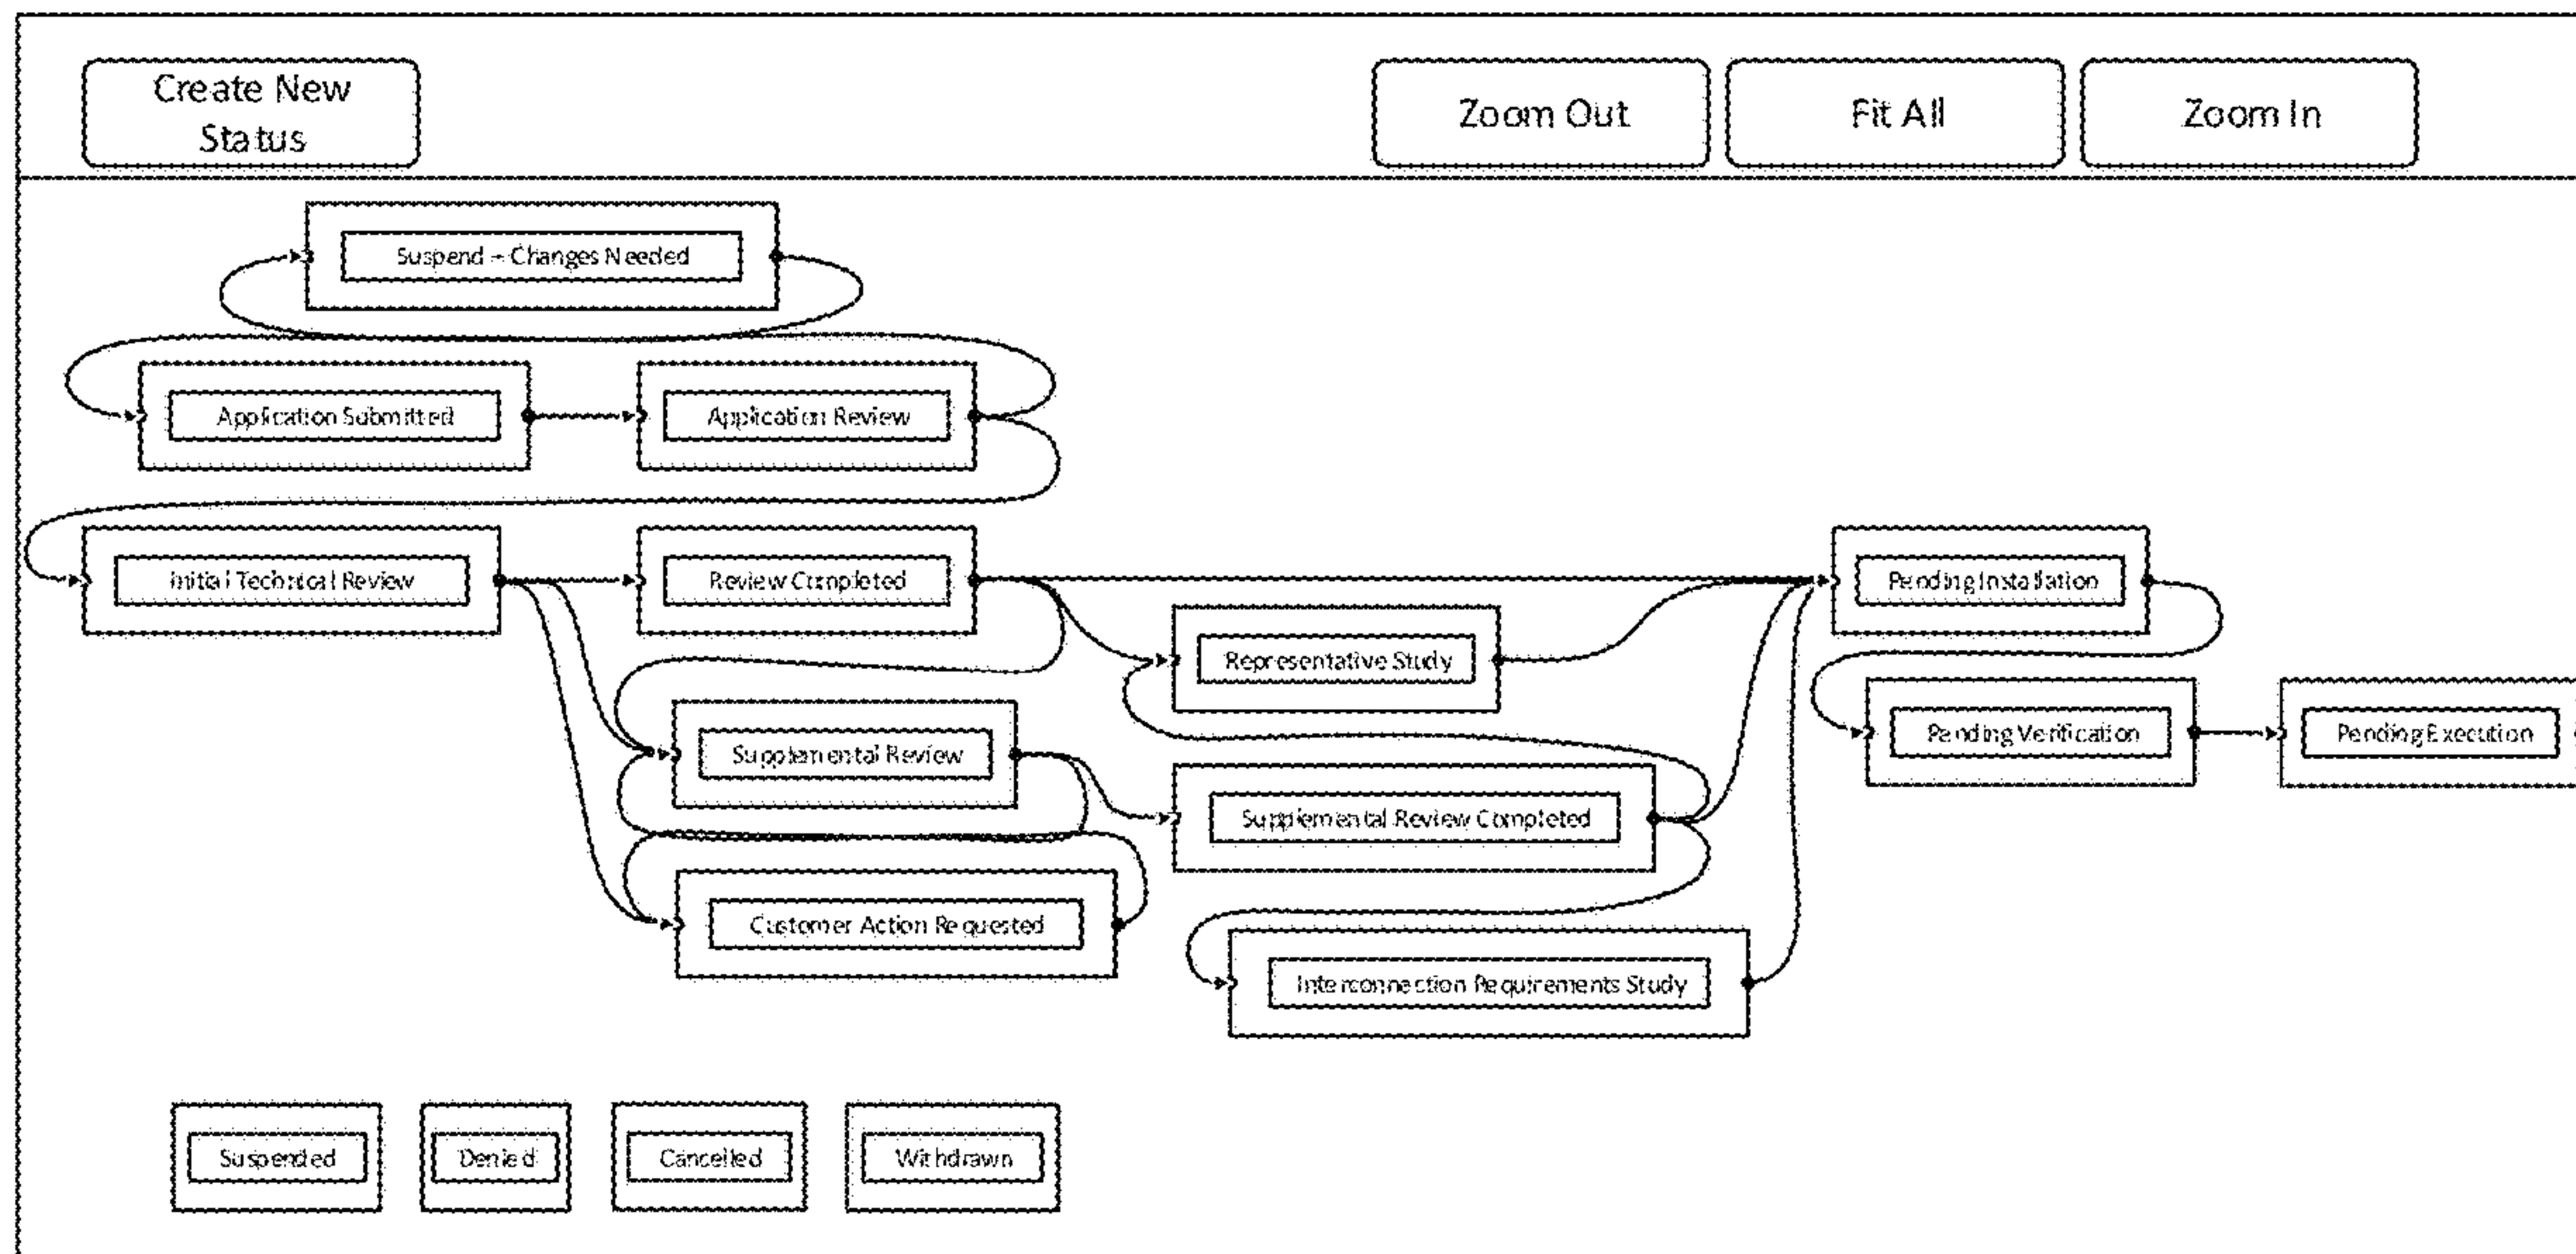 Create New
Status
Zoom Out
Fit All
Zoom In
Suspend – Changes Needed
Application Submitted
Application Review
Initial Technical Review
Review Completed
Pending Installation
Representative Study
Supplemental Review
Pending Verification
Pending Execution
Supplemental Review Completed
Customer Action Requested
Interconnection Requirements Study
Suspended
Denied
Cancelled
Withdrawn